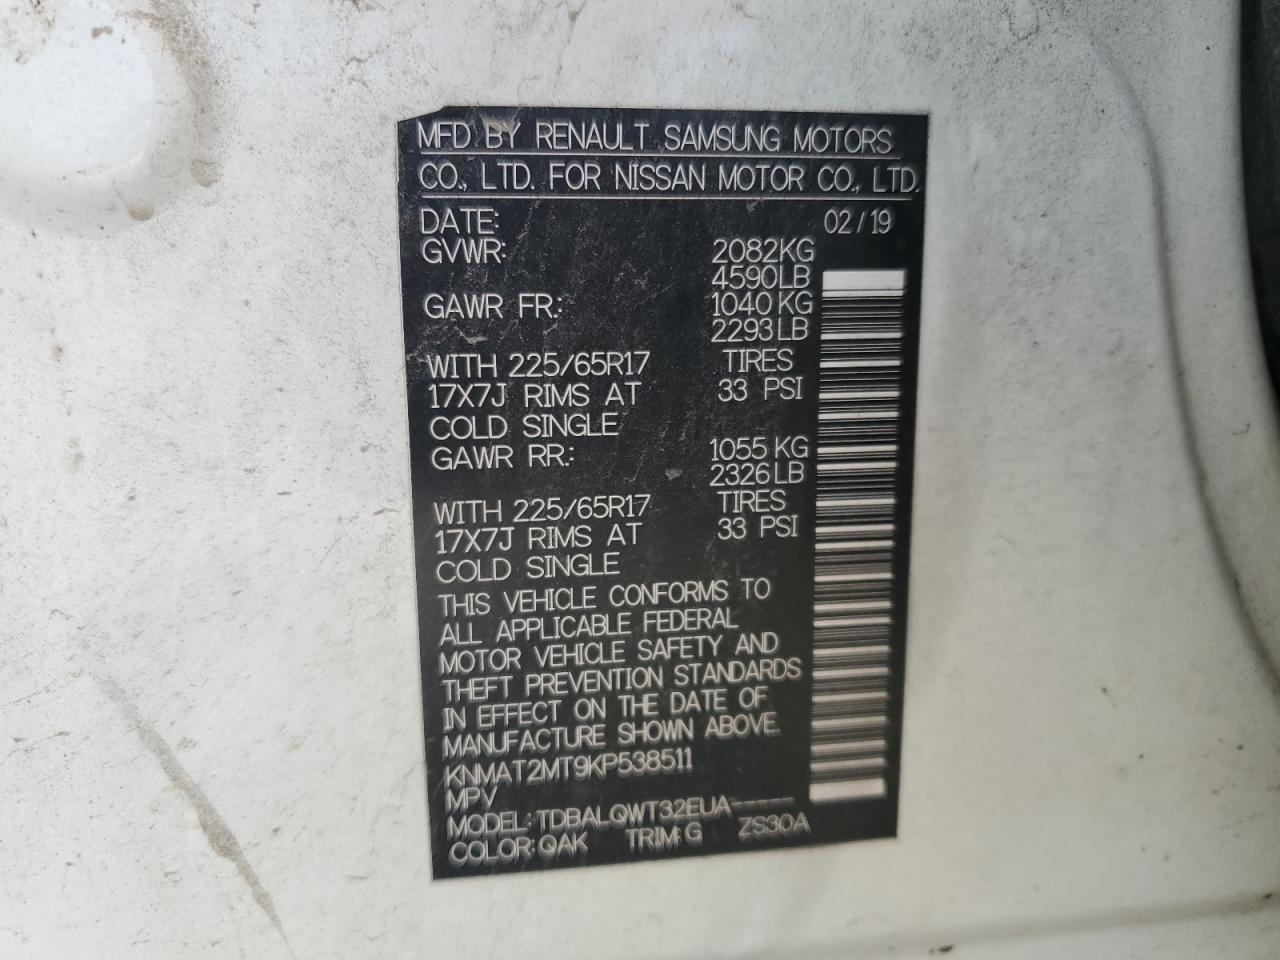 MFD BY RENAULT SAMSUNG MOTORS
CO., LTD. FOR NISSAN MOTOR CO., LTD.
DATE: 02/19
GVWR: 2082KG
4590LB
GAWR FR.: 1040KG
2293LB
WITH 225/65R17 TIRES
17X7J RIMS AT 33 PSI
COLD SINGLE
GAWR RR.: 1055KG
2326LB
WITH 225/65R17 TIRES
17X7J RIMS AT 33 PSI
COLD SINGLE
THIS VEHICLE CONFORMS TO
ALL APPLICABLE FEDERAL
MOTOR VEHICLE SAFETY AND
THEFT PREVENTION STANDARDS
IN EFFECT ON THE DATE OF
MANUFACTURE SHOWN ABOVE.
KNMAT2MT9KP538511
MPV
MODEL: TDBALQWT32EUA-----
COLOR: QAK TRIM: G ZS30A